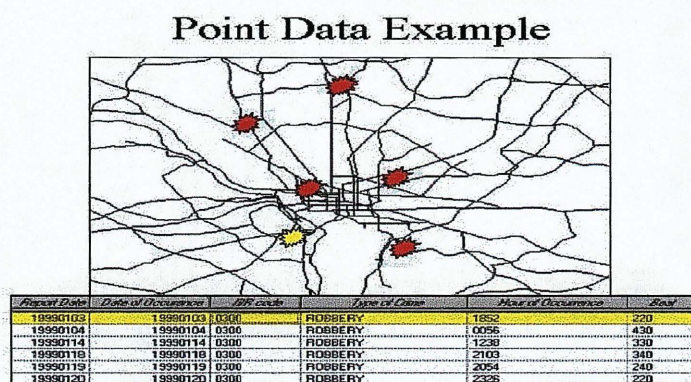 Point Data Example
Report Date Date of Occurence IBR code Type of Crime Hour of Occurrence Beat
19990103 19990103 0300 ROBBERY 1852 220
19990104 19990104 0300 ROBBERY 0056 430
19990114 19990114 0300 ROBBERY 1238 330
19990118 19990118 0300 ROBBERY 2103 340
19990119 19990119 0300 ROBBERY 2054 240
19990120 19990120 0300 ROBBERY 2326 220